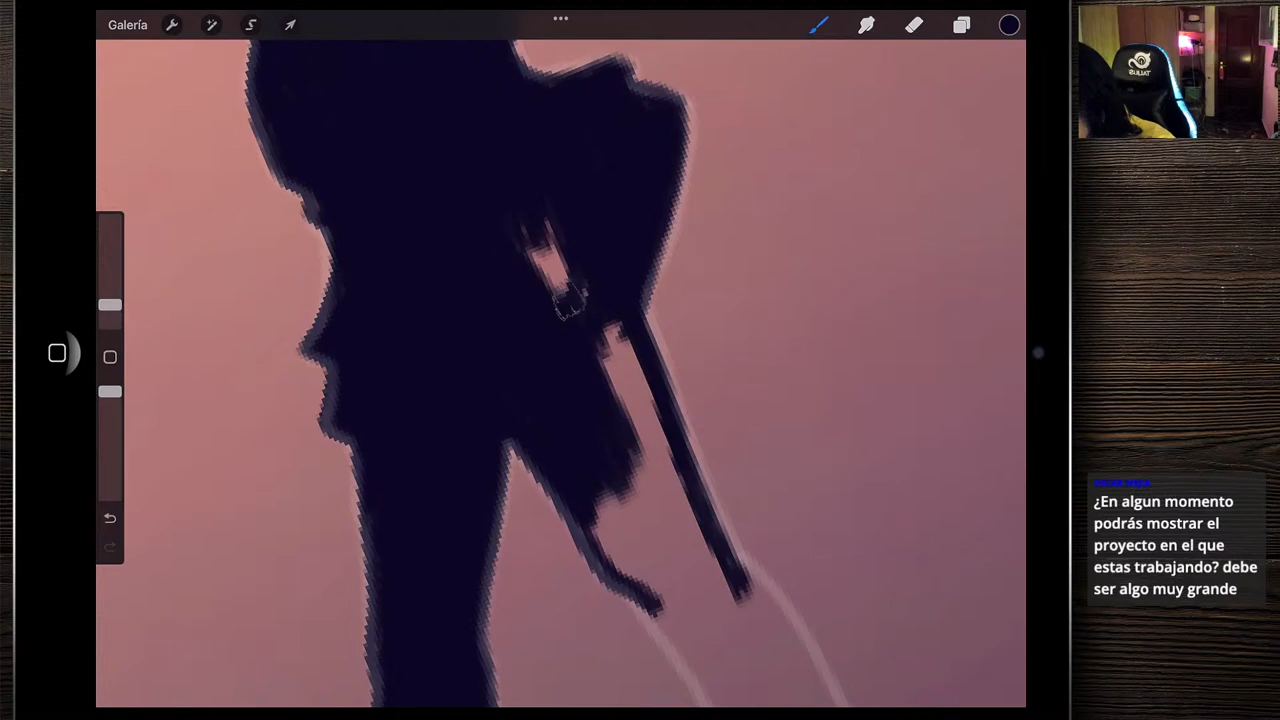 Galería
¿En algun momento
podrás mostrar el
proyecto en el que
estas trabajando? debe
ser algo muy grande